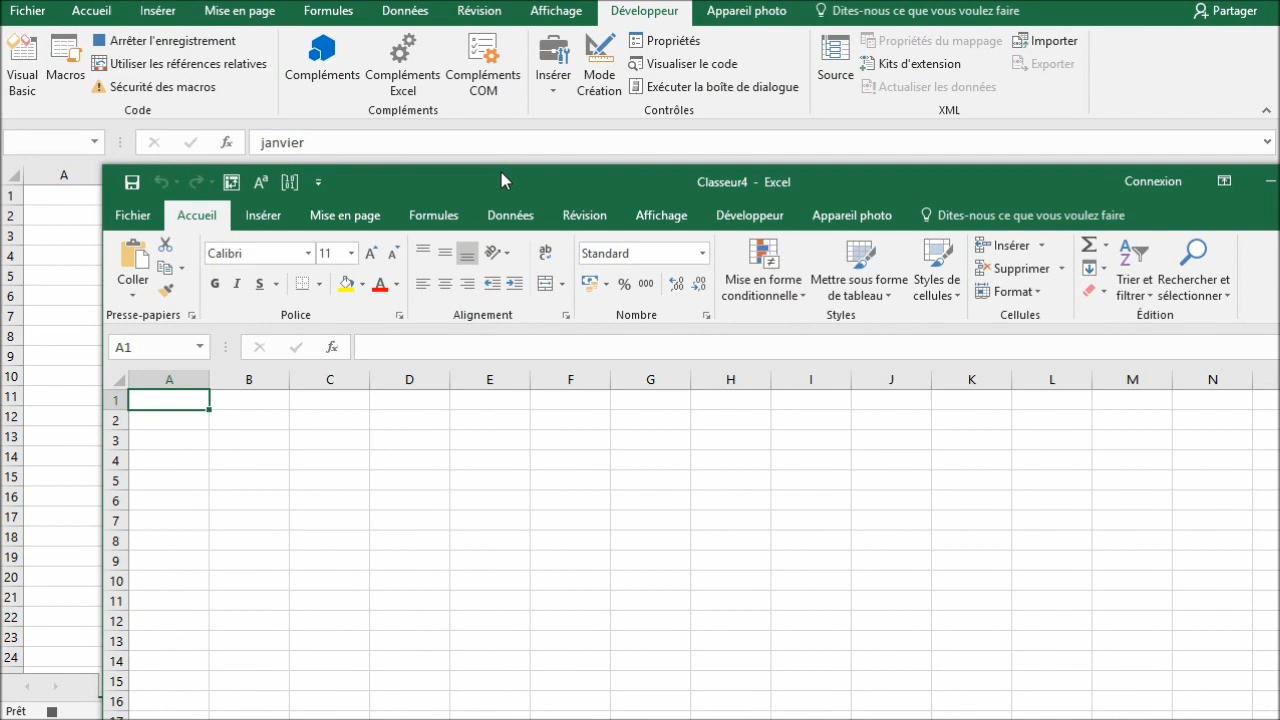 Fichier Accueil Insérer Mise en page Formules Données Révision Affichage Développeur Appareil photo Dites-nous ce que vous voulez faire Partager
Visual Basic
Macros
Arrêter l'enregistrement
Utiliser les références relatives
Sécurité des macros
Code
Compléments
Compléments Excel
Compléments COM
Compléments
Insérer
Mode Création
Propriétés
Visualiser le code
Exécuter la boîte de dialogue
Contrôles
Source
Propriétés du mappage
Kits d'extension
Actualiser les données
Importer
Exporter
XML
fx janvier
A
1
2
3
4
5
6
7
8
9
10
11
12
13
14
15
16
17
18
19
20
21
22
23
24
Prêt
Classeur4 - Excel
Connexion
Fichier Accueil Insérer Mise en page Formules Données Révision Affichage Développeur Appareil photo Dites-nous ce que vous voulez faire
Coller
Presse-papiers
Calibri 11
G I S
Police
Alignement
Standard
% 000
Nombre
Mise en forme conditionnelle
Mettre sous forme de tableau
Styles de cellules
Styles
Insérer
Supprimer
Format
Cellules
Trier et filtrer
Rechercher et sélectionner
Édition
A1 fx
A B C D E F G H I J K L M N
1
2
3
4
5
6
7
8
9
10
11
12
13
14
15
16